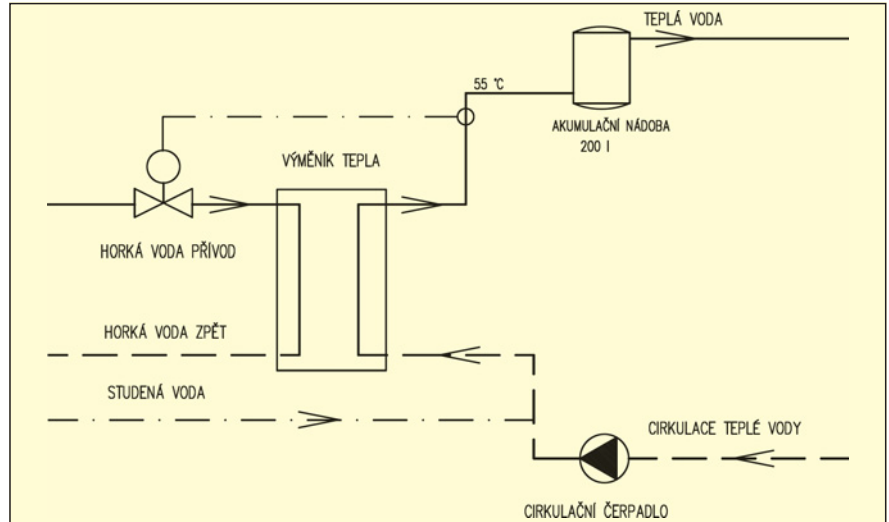 TEPLÁ VODA
55 °C
AKUMULAČNÍ NÁDOBA
200 l
VÝMĚNÍK TEPLA
HORKÁ VODA PŘÍVOD
HORKÁ VODA ZPĚT
STUDENÁ VODA
CIRKULACE TEPLÉ VODY
CIRKULAČNÍ ČERPADLO